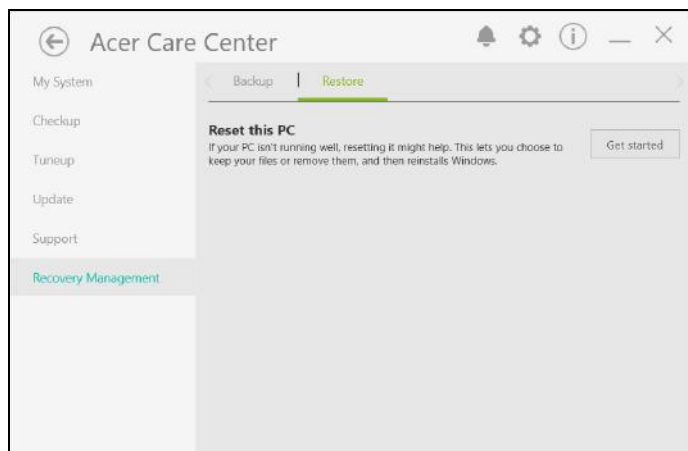 Acer Care Center
My System
Checkup
Tuneup
Update
Support
Recovery Management
Backup
Restore
Reset this PC
If your PC isn't running well, resetting it might help. This lets you choose to
keep your files or remove them, and then reinstalls Windows.
Get started